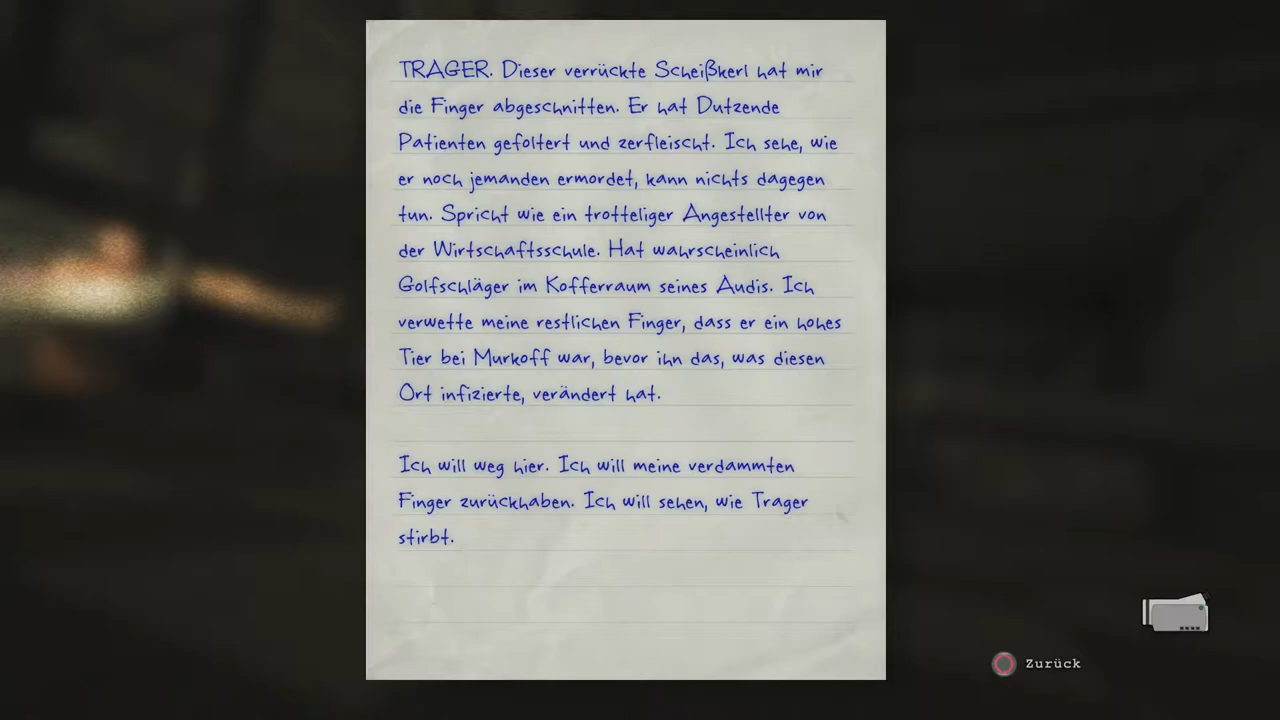 TRAGER. Dieser verrückte Scheißkerl hat mir
die Finger abgeschnitten. Er hat Dutzende
Patienten gefoltert und zerfleischt. Ich sehe, wie
er noch jemanden ermordet, kann nichts dagegen
tun. Spricht wie ein trotteliger Angestellter von
der Wirtschaftsschule. Hat wahrscheinlich
Golfschläger im Kofferraum seines Audis. Ich
verwette meine restlichen Finger, dass er ein hohes
Tier bei Murkoff war, bevor ihn das, was diesen
Ort infizierte, verändert hat.
Ich will weg hier. Ich will meine verdammten
Finger zurückhaben. Ich will sehen, wie Trager
stirbt.
Zurück